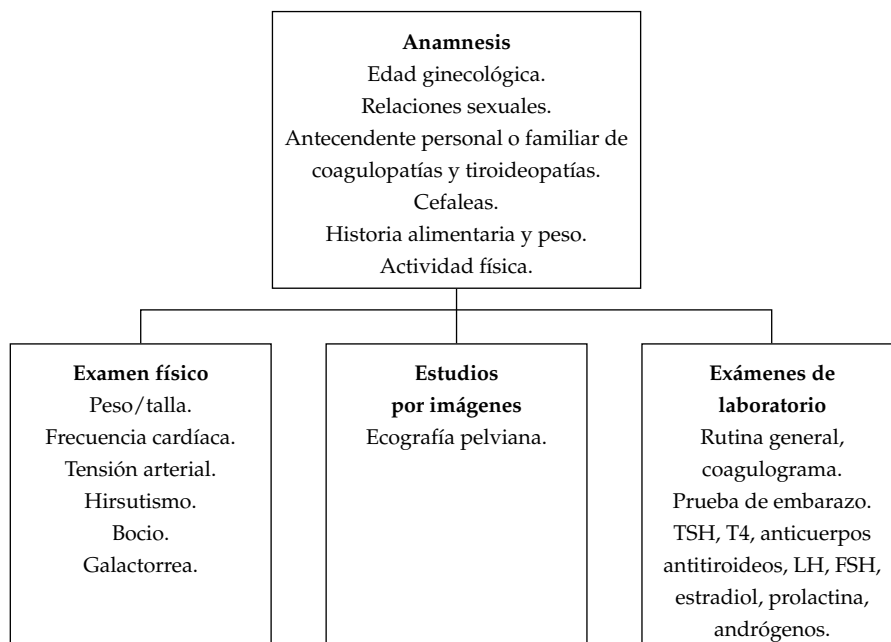 Anamnesis
Edad ginecológica.
Relaciones sexuales.
Antecendente personal o familiar de
coagulopatías y tiroideopatías.
Cefaleas.
Historia alimentaria y peso.
Actividad física.
Examen físico
Peso/talla.
Frecuencia cardíaca.
Tensión arterial.
Hirsutismo.
Bocio.
Galactorrea.
Estudios
por imágenes
Ecografía pelviana.
Exámenes de
laboratorio
Rutina general,
coagulograma.
Prueba de embarazo.
TSH, T4, anticuerpos
antitiroideos, LH, FSH,
estradiol, prolactina,
andrógenos.